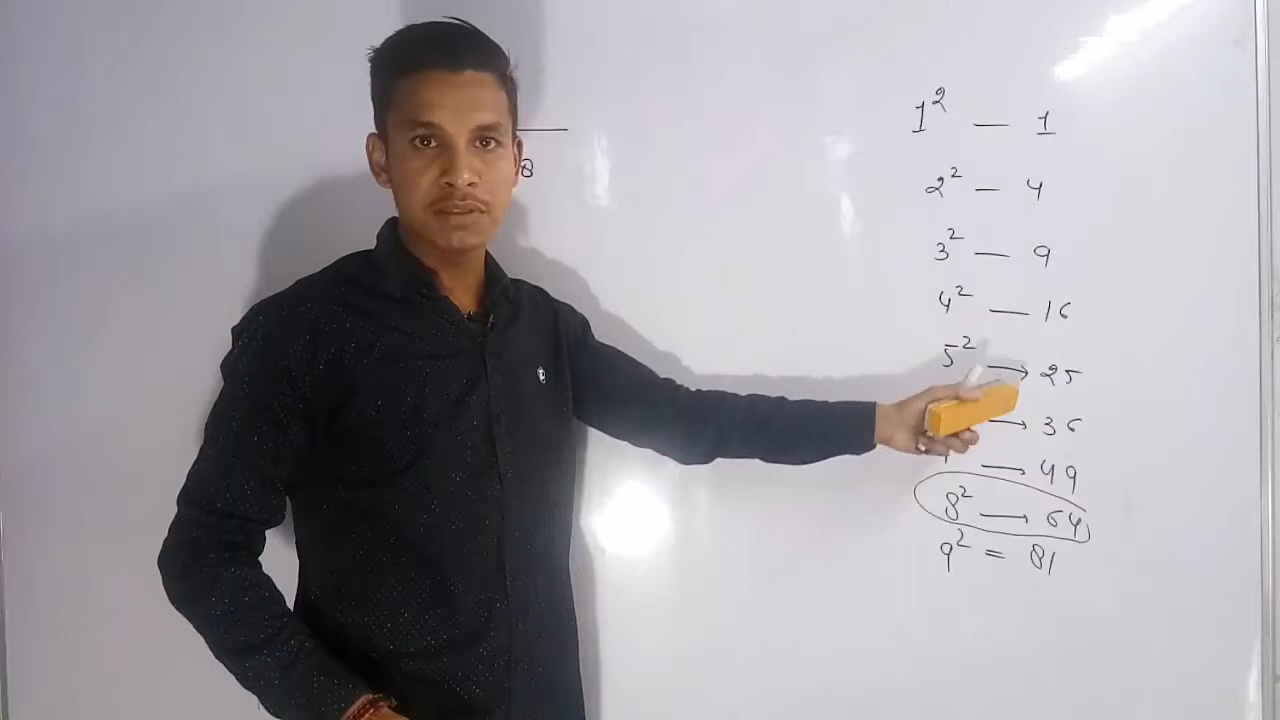 8
1² — 1
2² — 4
3² — 9
4² — 16
5² → 25
→ 36
→ 49
8² → 64
9² = 81